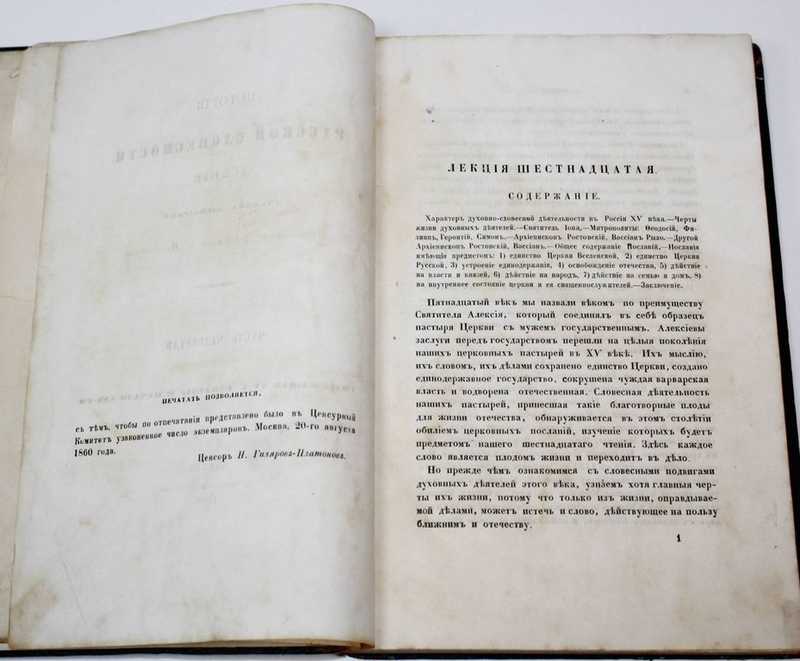 ПЕЧАТАТЬ ПОЗВОЛЯЕТСЯ,
съ тѣмъ, чтобы по отпечатаніи представлено было въ Ценсурный
Комитетъ узаконенное число экземпляровъ. Москва, 20-го августа
1860 года.
Ценсоръ Н. Гиляровъ-Платоновъ.
ЛЕКЦІЯ ШЕСТНАДЦАТАЯ.
СОДЕРЖАНІЕ.
Характеръ духовно-словесной дѣятельности въ Россіи XV вѣка.—Черты
жизни духовныхъ дѣятелей.—Святитель Іона.—Митрополиты: Ѳеодосій, Фи-
липпъ, Геронтій, Симонъ.—Архіепископъ Ростовскій, Вассіанъ Рыло.—Другой
Архіепископъ Ростовскій, Вассіанъ.—Общее содержаніе Посланій.—Посланія
имѣющія предметомъ: 1) единство Церкви Вселенской, 2) единство Церкви
Русской, 3) устроеніе единодержавія, 4) освобожденіе отечества, 5) дѣйствіе
на власти и князей, 6) дѣйствіе на народъ, 7) дѣйствіе на семью и домъ, 8)
на внутреннее состояніе церкви и ея священнослужителей.—Заключеніе.
Пятнадцатый вѣкъ мы назвали вѣкомъ по преимуществу
Святителя Алексія, который соединялъ въ себѣ образецъ
пастыря Церкви съ мужемъ государственнымъ. Алексіевы
заслуги передъ государствомъ перешли на цѣлыя поколѣнія
нашихъ церковныхъ пастырей въ XV вѣкѣ. Ихъ мыслію,
ихъ словомъ, ихъ дѣлами сохранено единство Церкви, создано
единодержавное государство, сокрушена чуждая варварская
власть и водворена отечественная. Словесная дѣятельность
нашихъ пастырей, принесшая такіе благотворные плоды
для жизни отечества, обнаруживается въ этомъ столѣтіи
обиліемъ церковныхъ посланій, изученіе которыхъ будетъ
предметомъ нашего шестнадцатаго чтенія. Здѣсь каждое
слово является плодомъ жизни и переходитъ въ дѣло.
Но прежде чѣмъ ознакомимся съ словесными подвигами
духовныхъ дѣятелей этого вѣка, узнаемъ хотя главныя чер-
ты ихъ жизни, потому что только изъ жизни, оправдывае-
мой дѣлами, можетъ истечь и слово, дѣйствующее на пользу
ближнимъ и отечеству.
1